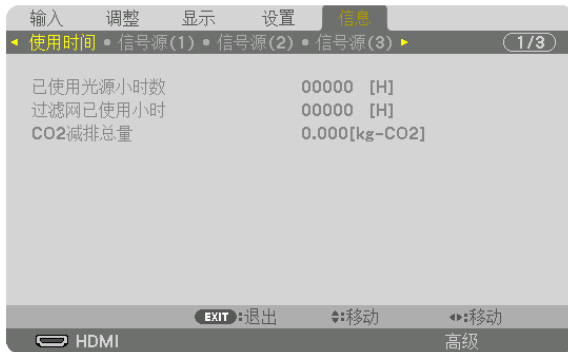 输入 调整 显示 设置 信息
使用时间 • 信号源(1) • 信号源(2) • 信号源(3) 1/3
已使用光源小时数 00000 [H]
过滤网已使用小时 00000 [H]
CO2减排总量 0.000[kg-CO2]
EXIT:退出 :移动 :移动
HDMI 高级